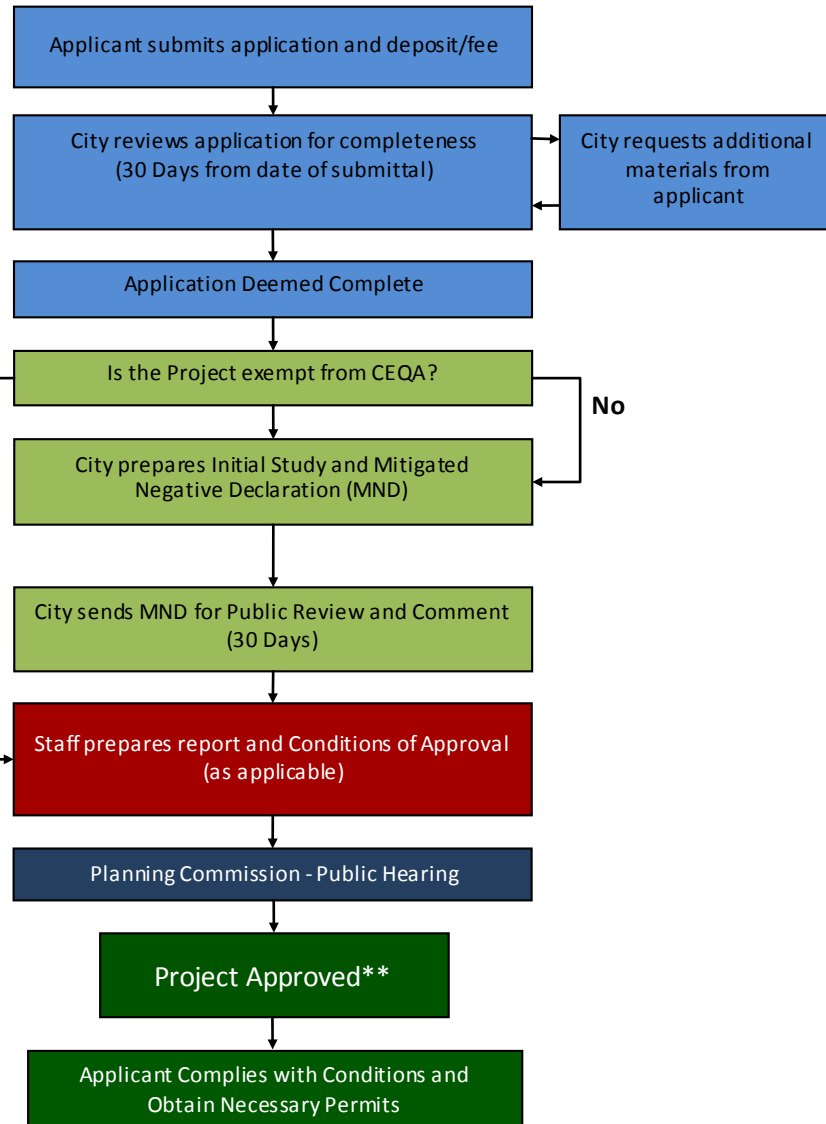 Applicant submits application and deposit/fee
City reviews application for completeness
(30 Days from date of submittal)
City requests additional
materials from
applicant
Application Deemed Complete
Is the Project exempt from CEQA?
No
City prepares Initial Study and Mitigated
Negative Declaration (MND)
City sends MND for Public Review and Comment
(30 Days)
Staff prepares report and Conditions of Approval
(as applicable)
Planning Commission - Public Hearing
Project Approved**
Applicant Complies with Conditions and
Obtain Necessary Permits